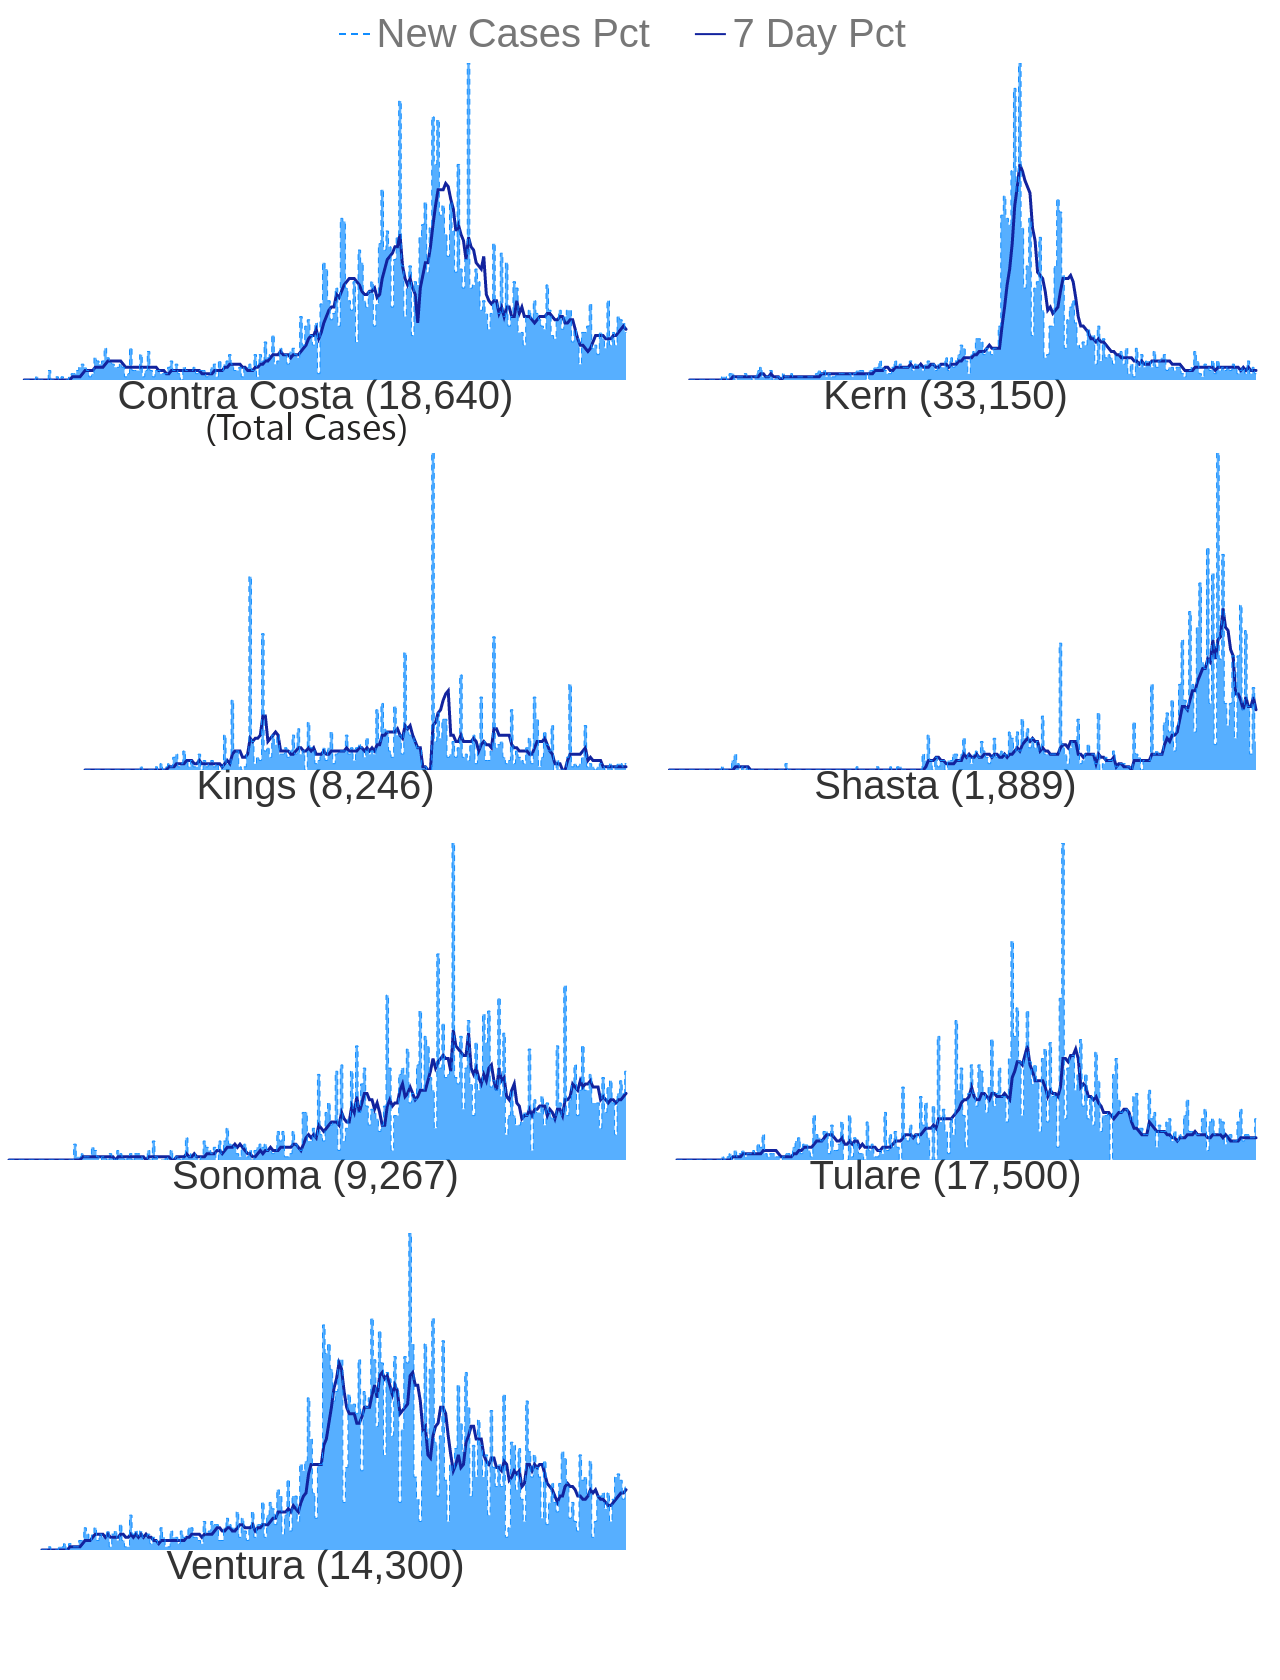 New Cases Pct 7 Day Pct
Contra Costa (18,640) Kern (33,150)
(Total Cases)
Kings (8,246) Shasta (1,889)
Sonoma (9,267) Tulare (17,500)
Ventura (14,300)